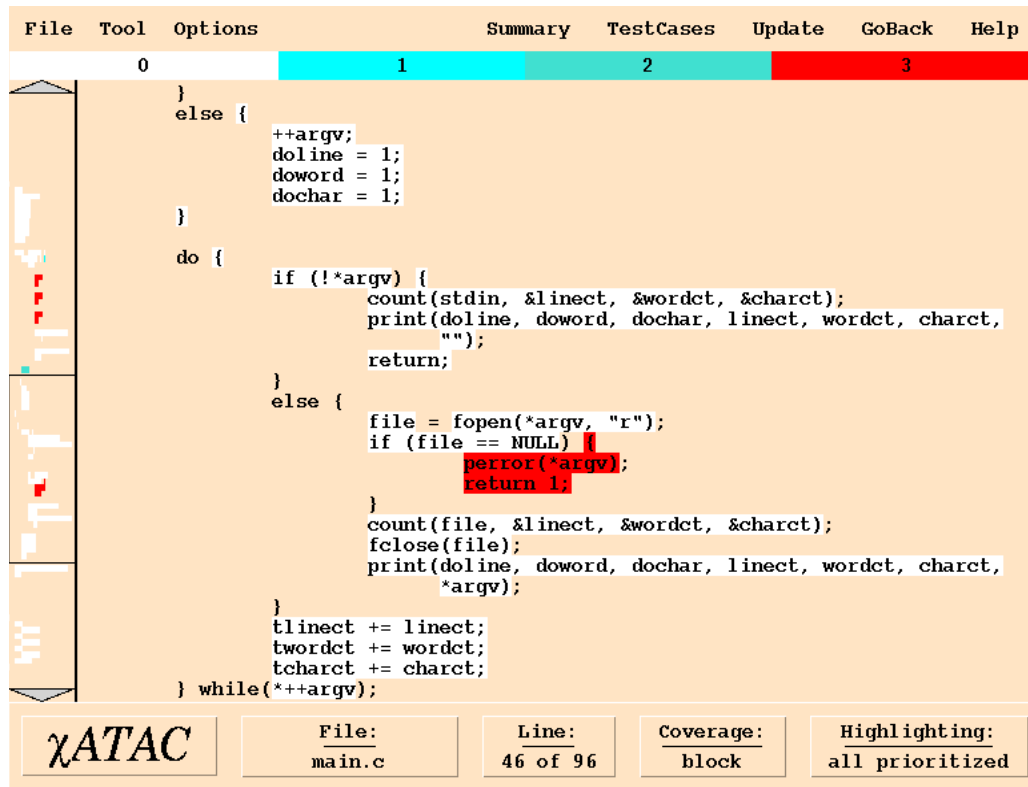 File Tool Options Summary TestCases Update GoBack Help
0 1 2 3
}
else {
++argv;
doline = 1;
doword = 1;
dochar = 1;
}
do {
if (!*argv) {
count(stdin, &linect, &wordct, &charct);
print(doline, doword, dochar, linect, wordct, charct,
"");
return;
}
else {
file = fopen(*argv, "r");
if (file == NULL) {
perror(*argv);
return 1;
}
count(file, &linect, &wordct, &charct);
fclose(file);
print(doline, doword, dochar, linect, wordct, charct,
*argv);
}
tlinect += linect;
twordct += wordct;
tcharct += charct;
} while(*++argv);
χATAC File: Line: Coverage: Highlighting:
main.c 46 of 96 block all prioritized